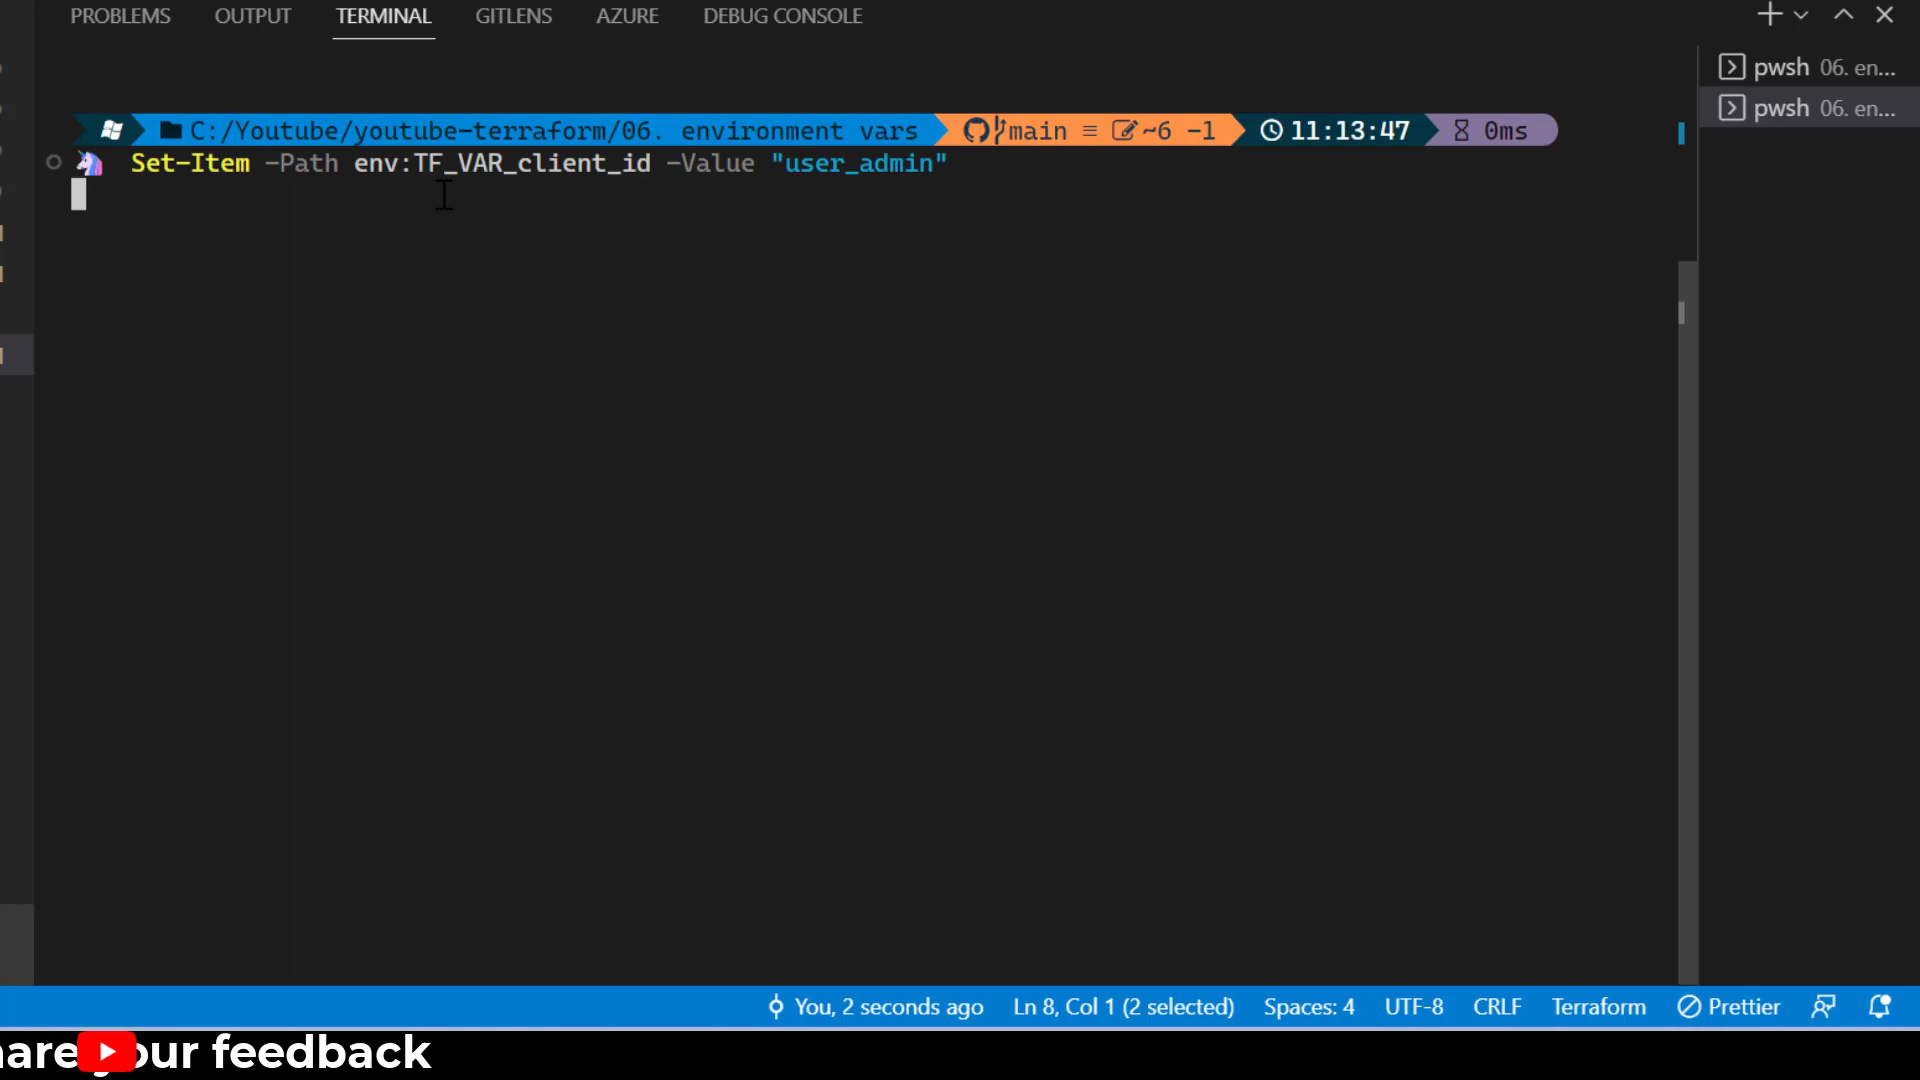 PROBLEMS OUTPUT TERMINAL GITLENS AZURE DEBUG CONSOLE
pwsh 06. en...
pwsh 06. en...
C:/Youtube/youtube-terraform/06. environment vars main ≡ ~6 -1 11:13:47 0ms
Set-Item -Path env:TF_VAR_client_id -Value "user_admin"
You, 2 seconds ago Ln 8, Col 1 (2 selected) Spaces: 4 UTF-8 CRLF Terraform Prettier
your feedback